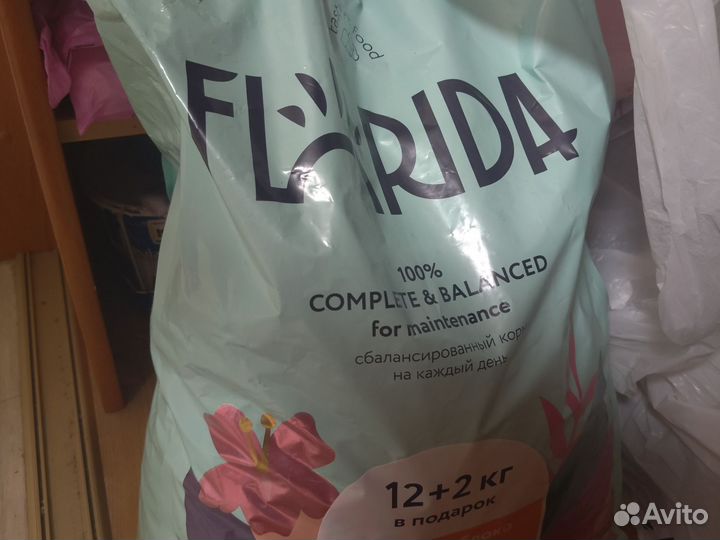 FLORIDA
100%
COMPLETE & BALANCED
for maintenance
сбалансированный корм
на каждый день
12+2 кг
в подарок
Avito